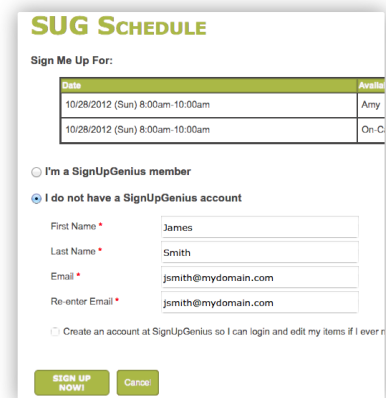 SUG SCHEDULE
Sign Me Up For:
Date Availa
10/28/2012 (Sun) 8:00am-10:00am Amy
10/28/2012 (Sun) 8:00am-10:00am On-Ca
I'm a SignUpGenius member
I do not have a SignUpGenius account
First Name * James
Last Name * Smith
Email * jsmith@mydomain.com
Re-enter Email * jsmith@mydomain.com
Create an account at SignUpGenius so I can login and edit my items if I ever
SIGN UP
NOW! Cancel